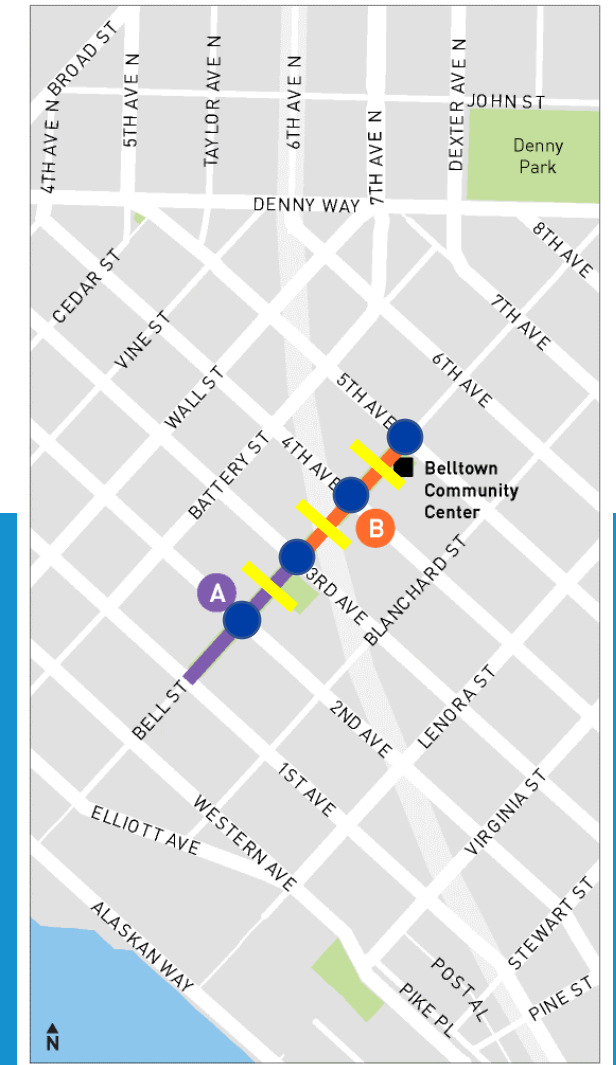 BROAD ST
4TH AVE N
5TH AVE N
TAYLOR AVE N
6TH AVE N
7TH AVE N
DEXTER AVE N
JOHN ST
Denny
Park
DENNY WAY
8TH AVE
CEDAR ST
7TH AVE
VINE ST
6TH AVE
WALL ST
5TH AVE
BATTERY ST
4TH AVE
Belltown
Community
Center
B
A
3RD AVE
BLANCHARD ST
BELL ST
2ND AVE
LENORA ST
1ST AVE
VIRGINIA ST
ELLIOTT AVE
WESTERN AVE
STEWART ST
ALASKAN WAY
POST AL
PIKE PL
PINE ST
N